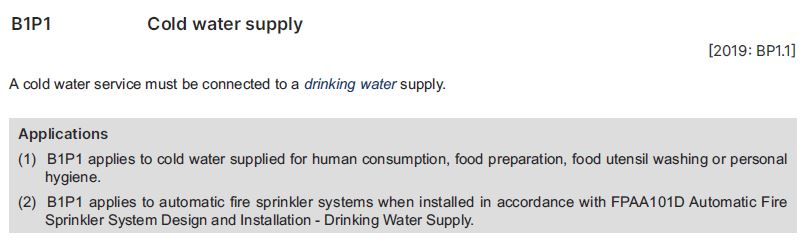 B1P1 Cold water supply
[2019: BP1.1]
A cold water service must be connected to a drinking water supply.
Applications
(1) B1P1 applies to cold water supplied for human consumption, food preparation, food utensil washing or personal
hygiene.
(2) B1P1 applies to automatic fire sprinkler systems when installed in accordance with FPAA101D Automatic Fire
Sprinkler System Design and Installation - Drinking Water Supply.